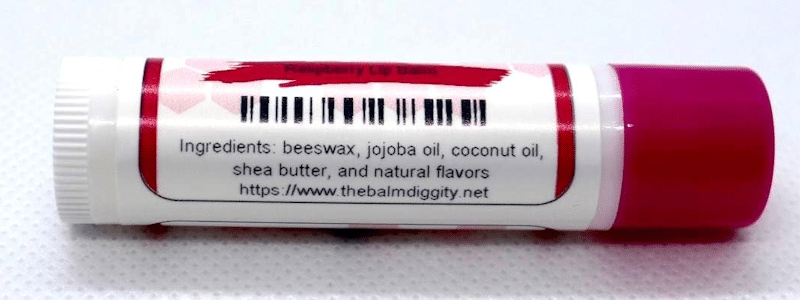 Raspberry Lip Balm
Ingredients: beeswax, jojoba oil, coconut oil,
shea butter, and natural flavors
https://www.thebalmdiggity.net